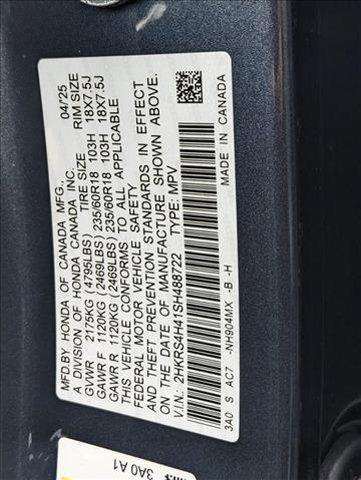 MFD.BY HONDA OF CANADA MFG., 04/25
A DIVISION OF HONDA CANADA INC.
TIRE SIZE RIM SIZE
GVWR 2175KG (4795LBS)
GAWR F 1120KG (2469LBS) 235/60R18 103H 18X7.5J
GAWR R 1120KG (2469LBS) 235/60R18 103H 18X7.5J
THIS VEHICLE CONFORMS TO ALL APPLICABLE
FEDERAL MOTOR VEHICLE SAFETY
AND THEFT PREVENTION STANDARDS IN EFFECT
ON THE DATE OF MANUFACTURE SHOWN ABOVE.
V.I.N.: 2HKRS4H41SH488722 TYPE: MPV
3A0 S AC7 -NH904MX -B -H MADE IN CANADA
3A0 A1